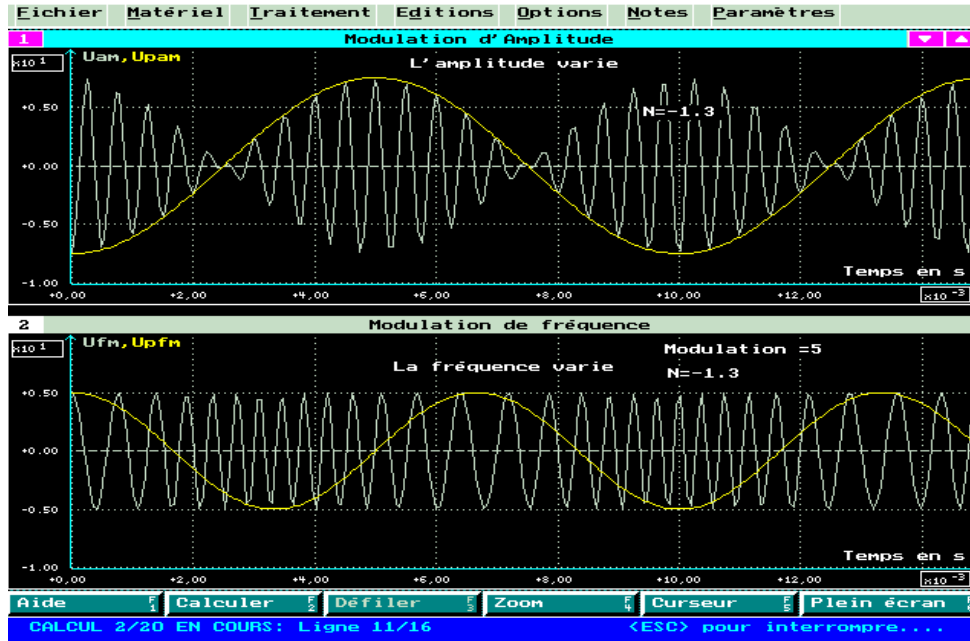 Fichier Matériel Traitement Editions Options Notes Paramètres
1 Modulation d'Amplitude
x10 1 Uam,Upam L'amplitude varie
+0.50 N=-1.3
+0.00
-0.50
Temps en s
-1.00
+0,00 +2,00 +4,00 +6,00 +8,00 +10,00 +12,00 x10 -3
2 Modulation de fréquence
x10 1 Ufm,Upfm Modulation =5
La fréquence varie N=-1.3
+0.50
+0.00
-0.50
Temps en s
-1.00
+0,00 +2,00 +4,00 +6,00 +8,00 +10,00 +12,00 x10 -3
Aide F1 Calculer F2 Défiler F3 Zoom F4 Curseur F5 Plein écran
CALCUL 2/20 EN COURS: Ligne 11/16 <ESC> pour interrompre....